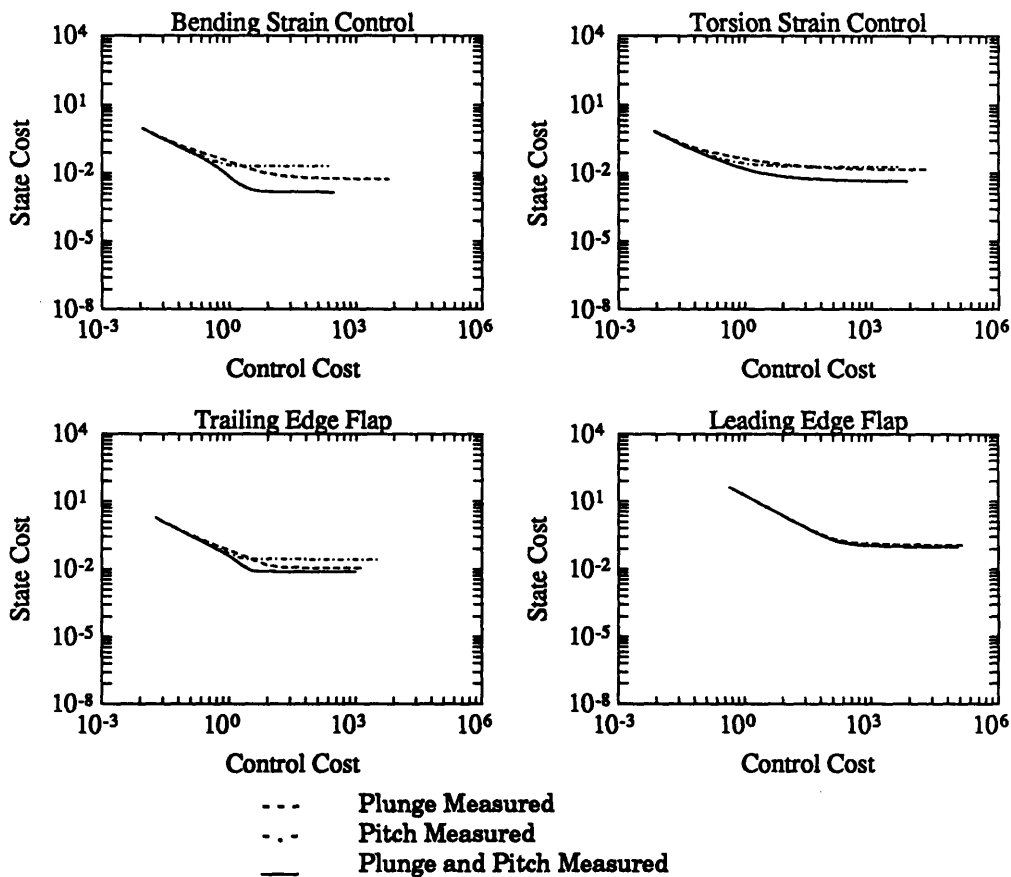 Bending Strain Control
10^4
10^1
10^-2
10^-5
10^-8
State Cost
10^-3 10^0 10^3 10^6
Control Cost
Torsion Strain Control
10^4
10^1
10^-2
10^-5
10^-8
State Cost
10^-3 10^0 10^3 10^6
Control Cost
Trailing Edge Flap
10^4
10^1
10^-2
10^-5
10^-8
State Cost
10^-3 10^0 10^3 10^6
Control Cost
Leading Edge Flap
10^4
10^1
10^-2
10^-5
10^-8
State Cost
10^-3 10^0 10^3 10^6
Control Cost
Plunge Measured
Pitch Measured
Plunge and Pitch Measured